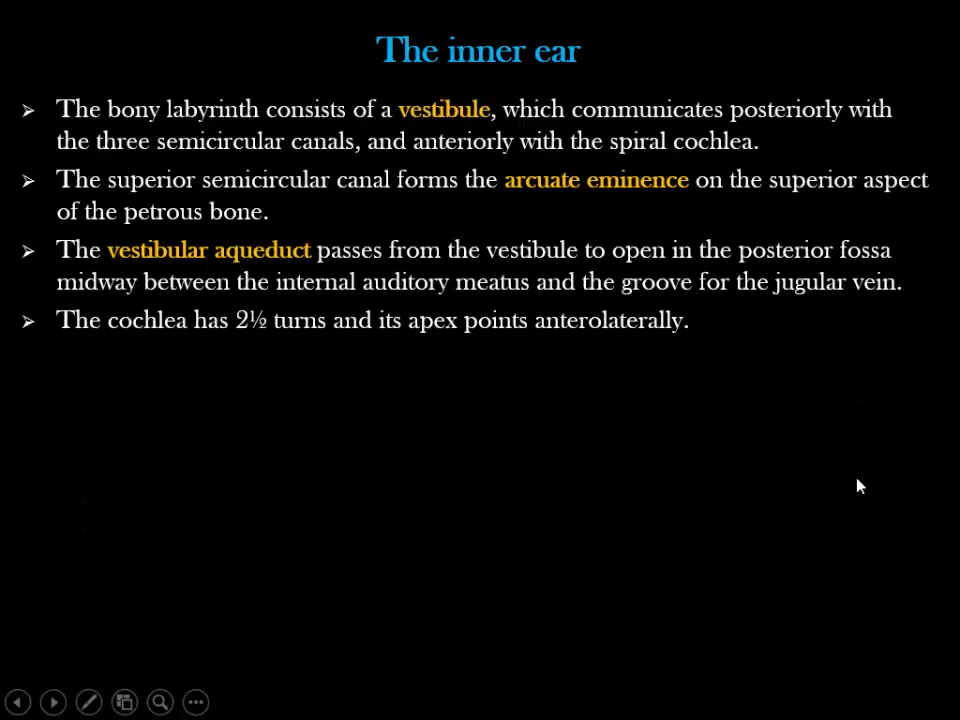 The inner ear
➢ The bony labyrinth consists of a vestibule, which communicates posteriorly with
the three semicircular canals, and anteriorly with the spiral cochlea.
➢ The superior semicircular canal forms the arcuate eminence on the superior aspect
of the petrous bone.
➢ The vestibular aqueduct passes from the vestibule to open in the posterior fossa
midway between the internal auditory meatus and the groove for the jugular vein.
➢ The cochlea has 2½ turns and its apex points anterolaterally.